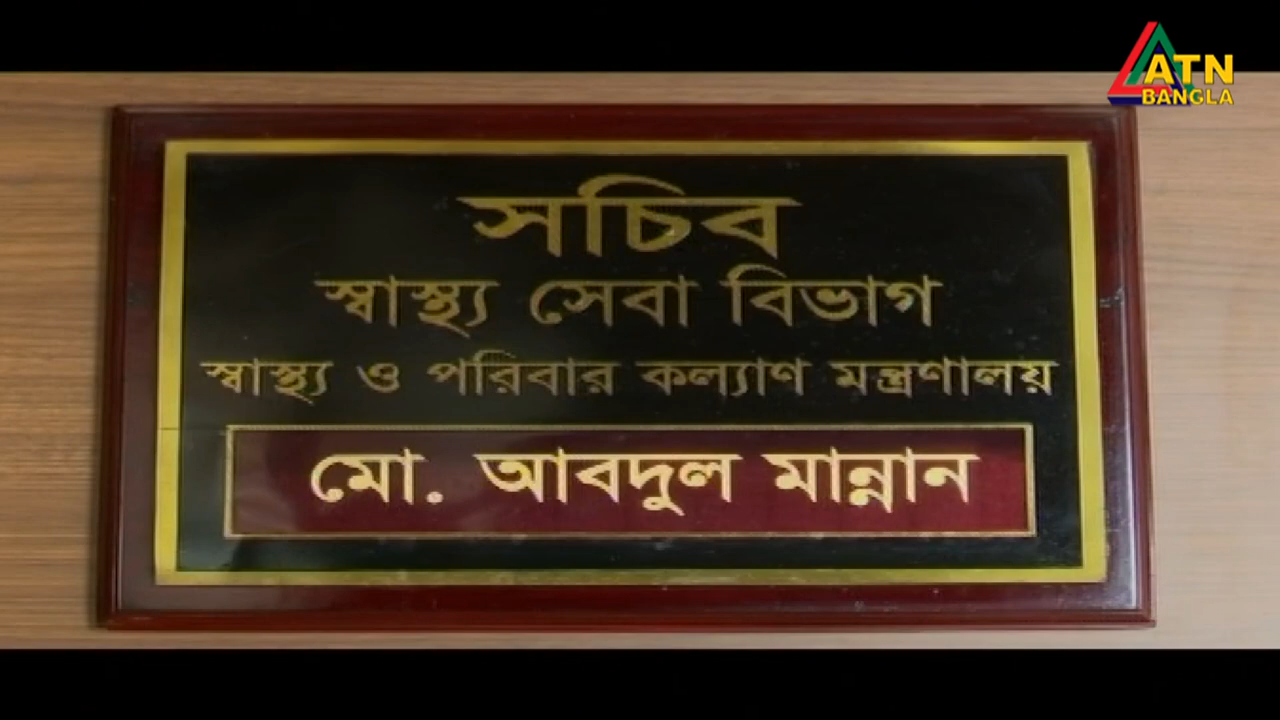 ATN
BANGLA
সচিব
স্বাস্থ্য সেবা বিভাগ
স্বাস্থ্য ও পরিবার কল্যাণ মন্ত্রণালয়
মো. আবদুল মান্নান